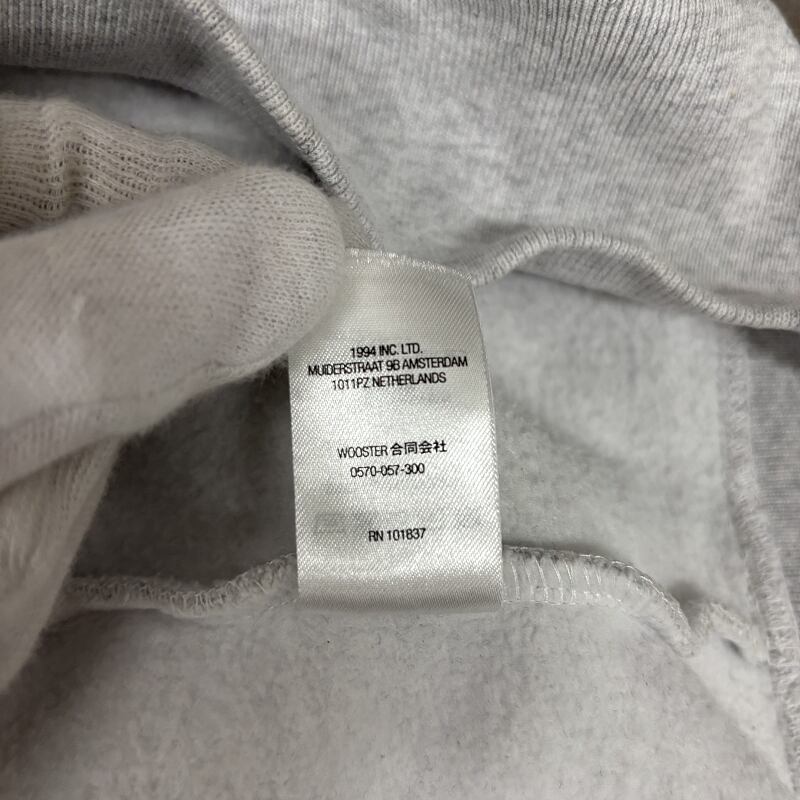 1994 INC. LTD.
MUIDERSTRAAT 9B AMSTERDAM
1011PZ NETHERLANDS
WOOSTER 合同会社
0570-057-300
RN 101837